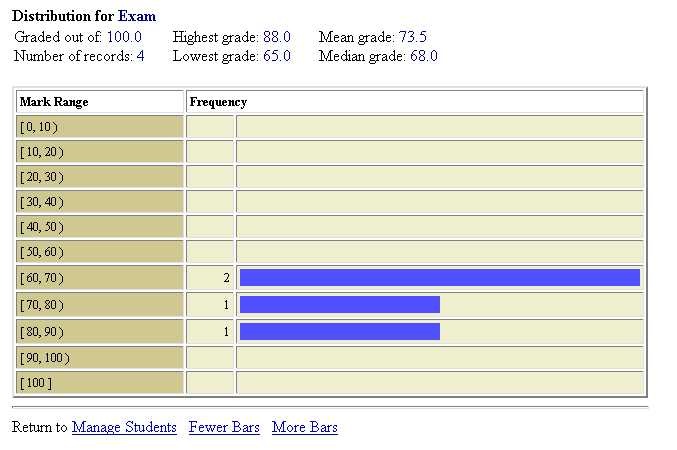 Distribution for Exam
Graded out of: 100.0 Highest grade: 88.0 Mean grade: 73.5
Number of records: 4 Lowest grade: 65.0 Median grade: 68.0
Mark Range Frequency
[ 0, 10 )
[ 10, 20 )
[ 20, 30 )
[ 30, 40 )
[ 40, 50 )
[ 50, 60 )
[ 60, 70 ) 2
[ 70, 80 ) 1
[ 80, 90 ) 1
[ 90, 100 )
[ 100 ]
Return to Manage Students Fewer Bars More Bars